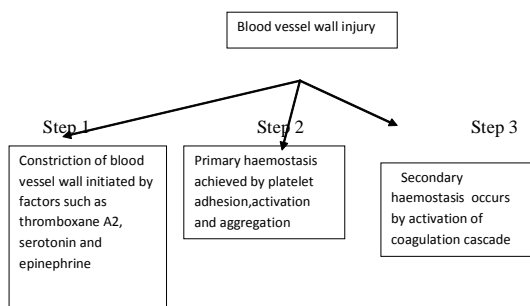 Blood vessel wall injury
Step 1
Step 2
Step 3
Constriction of blood
vessel wall initiated by
factors such as
thromboxane A2,
serotonin and
epinephrine
Primary haemostasis
achieved by platelet
adhesion,activation
and aggregation
Secondary
haemostasis occurs
by activation of
coagulation cascade